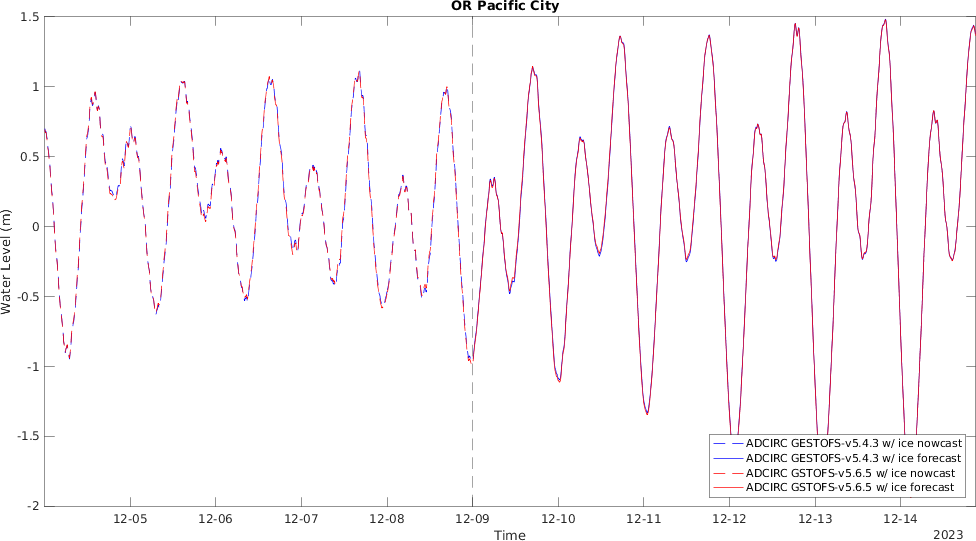 OR Pacific City
Water Level (m)
1.5
1
0.5
0
-0.5
-1
-1.5
-2
ADCIRC GESTOFS-v5.4.3 w/ ice nowcast
ADCIRC GESTOFS-v5.4.3 w/ ice forecast
ADCIRC GSTOFS-v5.6.5 w/ ice nowcast
ADCIRC GSTOFS-v5.6.5 w/ ice forecast
12-05 12-06 12-07 12-08 12-09 12-10 12-11 12-12 12-13 12-14
Time
2023